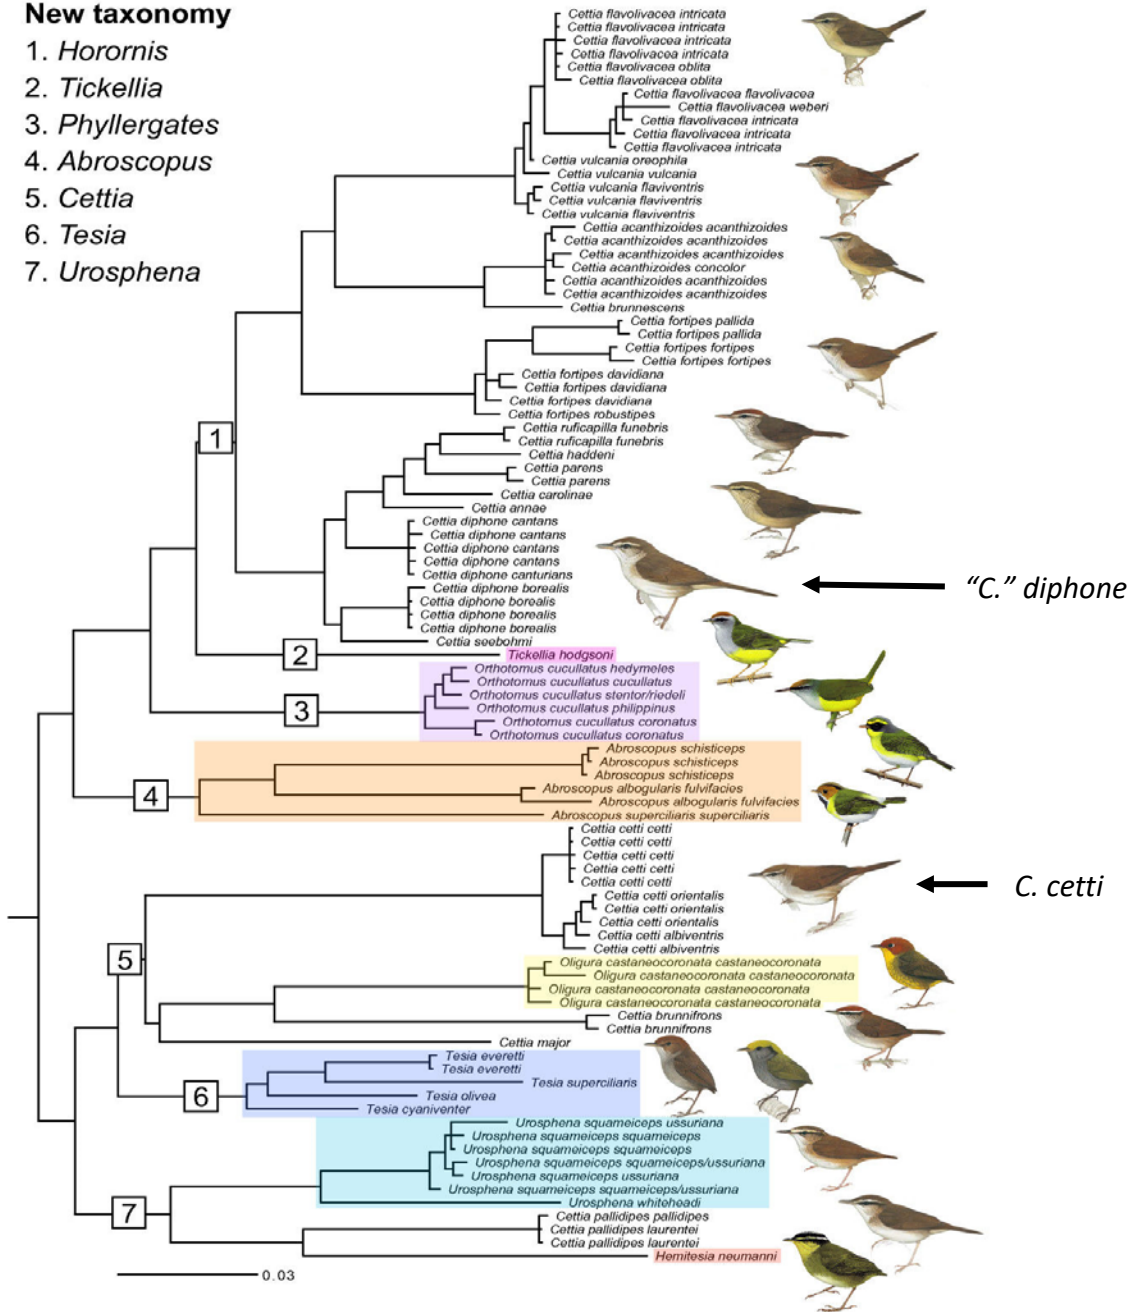 New taxonomy
1. Horornis
2. Tickellia
3. Phyllergates
4. Abroscopus
5. Cettia
6. Tesia
7. Urosphena
Cettia flavolivacea intricata
Cettia flavolivacea intricata
Cettia flavolivacea intricata
Cettia flavolivacea intricata
Cettia flavolivacea oblita
Cettia flavolivacea oblita
Cettia flavolivacea flavolivacea
Cettia flavolivacea weberi
Cettia flavolivacea intricata
Cettia flavolivacea intricata
Cettia flavolivacea intricata
Cettia vulcania oreophila
Cettia vulcania vulcania
Cettia vulcania flaviventris
Cettia vulcania flaviventris
Cettia vulcania flaviventris
Cettia acanthizoides acanthizoides
Cettia acanthizoides acanthizoides
Cettia acanthizoides acanthizoides
Cettia acanthizoides concolor
Cettia acanthizoides acanthizoides
Cettia acanthizoides acanthizoides
Cettia brunnescens
Cettia fortipes pallida
Cettia fortipes pallida
Cettia fortipes fortipes
Cettia fortipes fortipes
Cettia fortipes davidiana
Cettia fortipes davidiana
Cettia fortipes davidiana
Cettia fortipes robustipes
1
Cettia ruficapilla funebris
Cettia ruficapilla funebris
Cettia haddeni
Cettia parens
Cettia parens
Cettia carolinae
Cettia annae
Cettia diphone cantans
Cettia diphone cantans
Cettia diphone cantans
Cettia diphone cantans
Cettia diphone canturians
Cettia diphone borealis
“C.” diphone
Cettia diphone borealis
Cettia diphone borealis
Cettia diphone borealis
Cettia seebohmi
2
Tickellia hodgsoni
Orthotomus cucullatus hedymeles
Orthotomus cucullatus cucullatus
Orthotomus cucullatus stentor/riedeli
3
Orthotomus cucullatus philippinus
Orthotomus cucullatus coronatus
Orthotomus cucullatus coronatus
Abroscopus schisticeps
Abroscopus schisticeps
Abroscopus schisticeps
4
Abroscopus albogularis fulvifacies
Abroscopus albogularis fulvifacies
Abroscopus superciliaris superciliaris
Cettia cetti cetti
Cettia cetti cetti
Cettia cetti cetti
Cettia cetti cetti
Cettia cetti cetti
C. cetti
Cettia cetti orientalis
Cettia cetti orientalis
Cettia cetti orientalis
Cettia cetti albiventris
Cettia cetti albiventris
5
Oligura castaneocoronata castaneocoronata
Oligura castaneocoronata castaneocoronata
Oligura castaneocoronata castaneocoronata
Oligura castaneocoronata castaneocoronata
Cettia brunnifrons
Cettia brunnifrons
Cettia major
Tesia everetti
Tesia everetti
Tesia superciliaris
6
Tesia olivea
Tesia cyaniventer
Urosphena squameiceps ussuriana
Urosphena squameiceps squameiceps
Urosphena squameiceps squameiceps
Urosphena squameiceps squameiceps/ussuriana
Urosphena squameiceps ussuriana
Urosphena squameiceps squameiceps/ussuriana
Urosphena whiteheadi
7
Cettia pallidipes pallidipes
Cettia pallidipes laurentei
Cettia pallidipes laurentei
Hemitesia neumanni
0.03